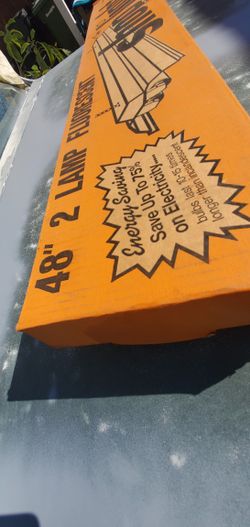 48" 2 LAMP FLUORESCENT
Energy Saving
Save Up To 75%
on Electricity—
bulbs last 10-15 times
longer than incandescent